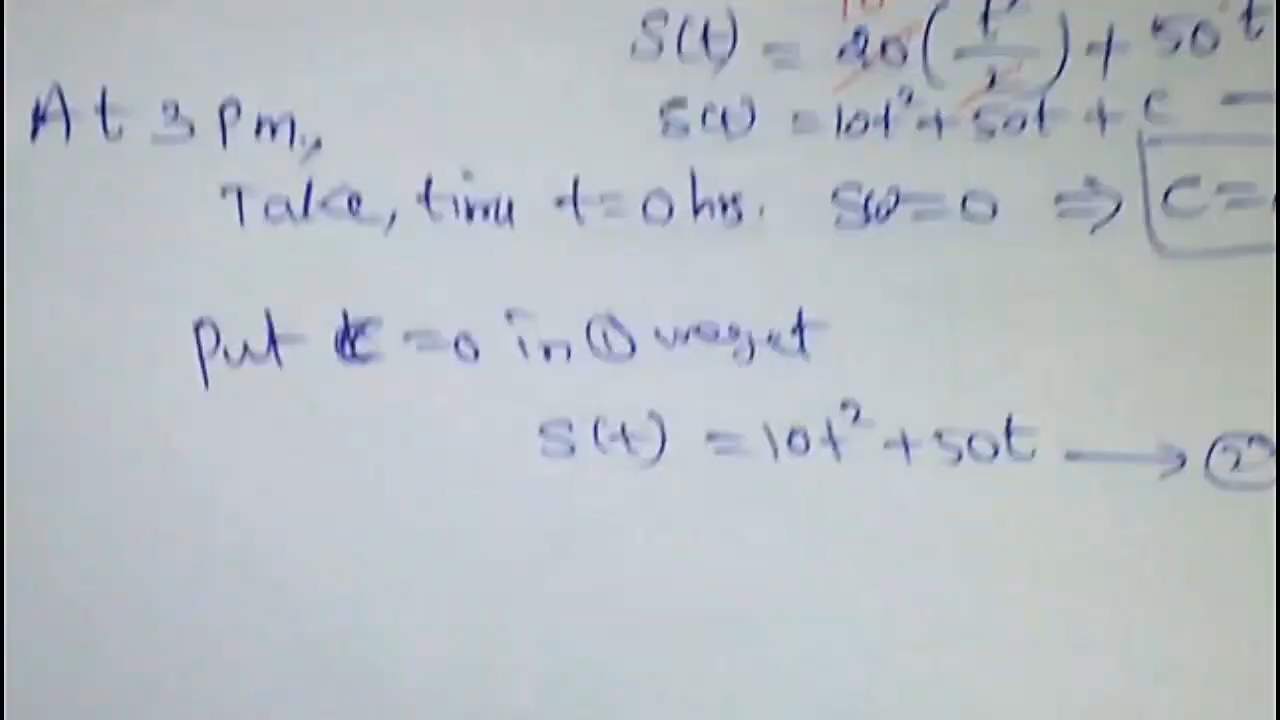 S(t) = 20(t²/2) + 50t
S(t) = 10t² + 50t + C —
At 3 pm,
Take, time t=0 hrs. S(0)=0 ⇒ C=
Put C =0 in ① we get
S(t) = 10t² + 50t → ②